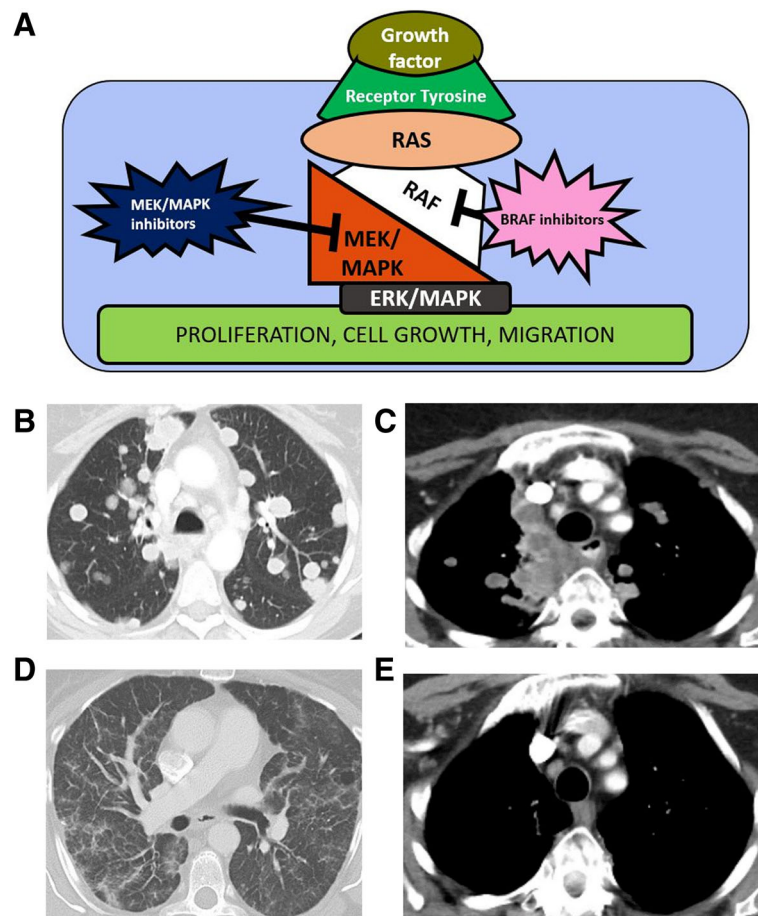 A
Growth
factor
Receptor Tyrosine
RAS
RAF
MEK/MAPK
inhibitors
BRAF inhibitors
MEK/
MAPK
ERK/MAPK
PROLIFERATION, CELL GROWTH, MIGRATION
B
C
D
E